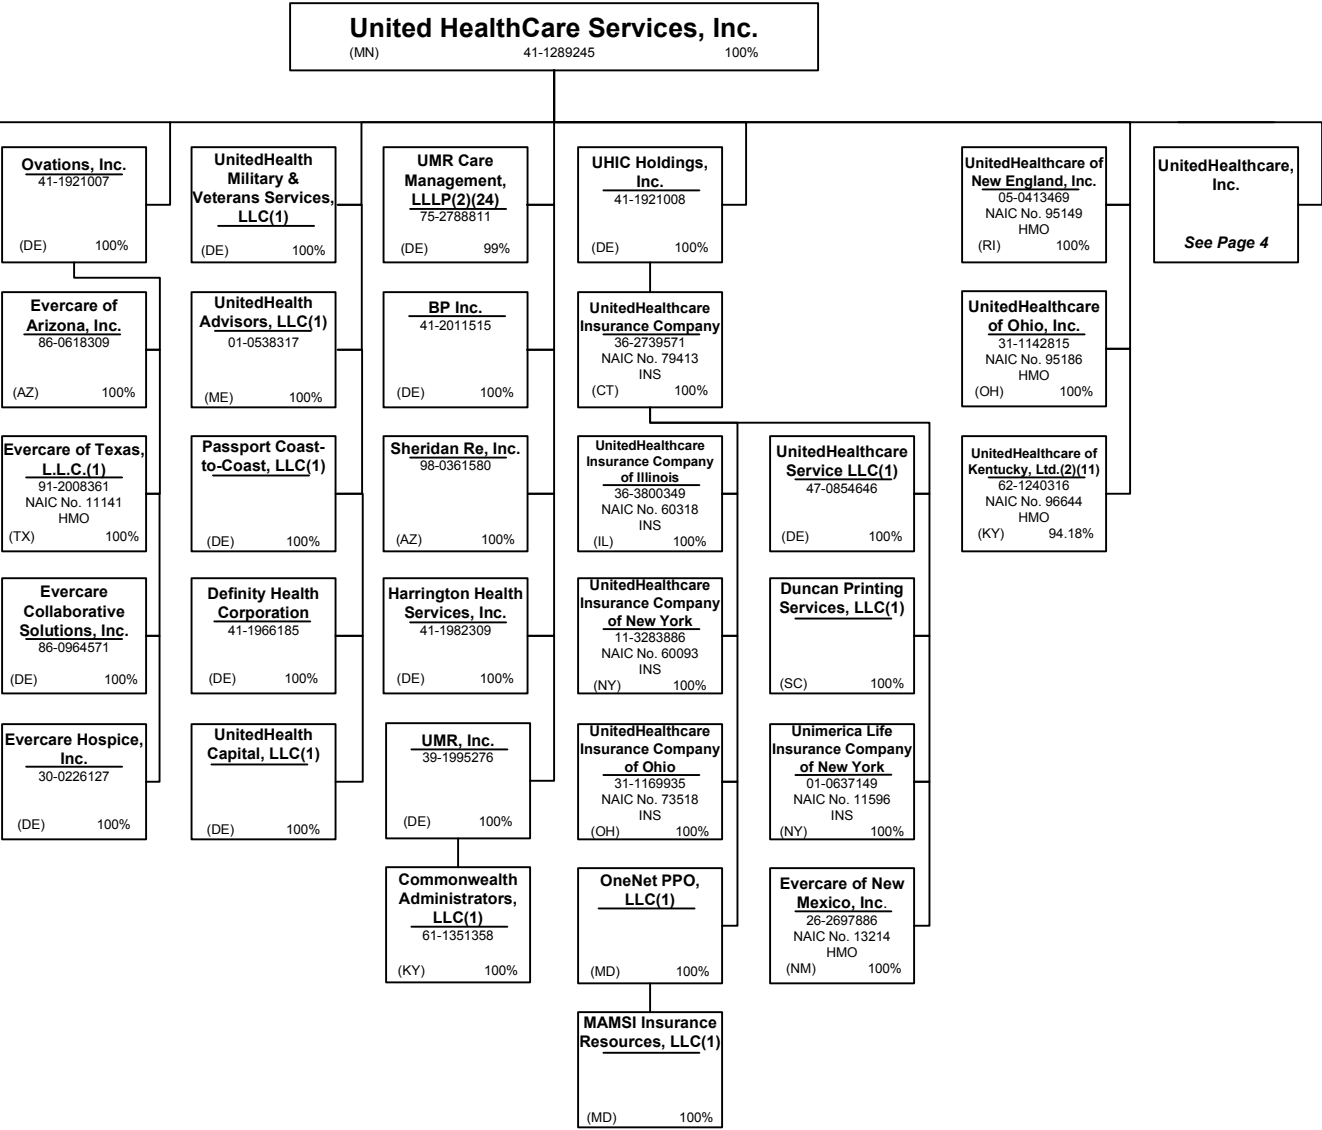 United HealthCare Services, Inc.
(MN) 41-1289245 100%
Ovations, Inc.
41-1921007
(DE) 100%
UnitedHealth
Military &
Veterans Services,
LLC(1)
(DE) 100%
UMR Care
Management,
LLLP(2)(24)
75-2788811
(DE) 99%
UHIC Holdings,
Inc.
41-1921008
(DE) 100%
UnitedHealthcare of
New England, Inc.
05-0413469
NAIC No. 95149
HMO
(RI) 100%
UnitedHealthcare,
Inc.
See Page 4
Evercare of
Arizona, Inc.
86-0618309
(AZ) 100%
UnitedHealth
Advisors, LLC(1)
01-0538317
(ME) 100%
BP Inc.
41-2011515
(DE) 100%
UnitedHealthcare
Insurance Company
36-2739571
NAIC No. 79413
INS
(CT) 100%
UnitedHealthcare
of Ohio, Inc.
31-1142815
NAIC No. 95186
HMO
(OH) 100%
Evercare of Texas,
L.L.C.(1)
91-2008361
NAIC No. 11141
HMO
(TX) 100%
Passport Coast-
to-Coast, LLC(1)
(DE) 100%
Sheridan Re, Inc.
98-0361580
(AZ) 100%
UnitedHealthcare
Insurance Company
of Illinois
36-3800349
NAIC No. 60318
INS
(IL) 100%
UnitedHealthcare
Service LLC(1)
47-0854646
(DE) 100%
UnitedHealthcare of
Kentucky, Ltd.(2)(11)
62-1240316
NAIC No. 96644
HMO
(KY) 94.18%
Evercare
Collaborative
Solutions, Inc.
86-0964571
(DE) 100%
Definity Health
Corporation
41-1966185
(DE) 100%
Harrington Health
Services, Inc.
41-1982309
(DE) 100%
UnitedHealthcare
Insurance Company
of New York
11-3283886
NAIC No. 60093
INS
(NY) 100%
Duncan Printing
Services, LLC(1)
(SC) 100%
Evercare Hospice,
Inc.
30-0226127
(DE) 100%
UnitedHealth
Capital, LLC(1)
(DE) 100%
UMR, Inc.
39-1995276
(DE) 100%
UnitedHealthcare
Insurance Company
of Ohio
31-1169935
NAIC No. 73518
INS
(OH) 100%
Unimerica Life
Insurance Company
of New York
01-0637149
NAIC No. 11596
INS
(NY) 100%
Commonwealth
Administrators,
LLC(1)
61-1351358
(KY) 100%
OneNet PPO,
LLC(1)
(MD) 100%
Evercare of New
Mexico, Inc.
26-2697886
NAIC No. 13214
HMO
(NM) 100%
MAMSI Insurance
Resources, LLC(1)
(MD) 100%